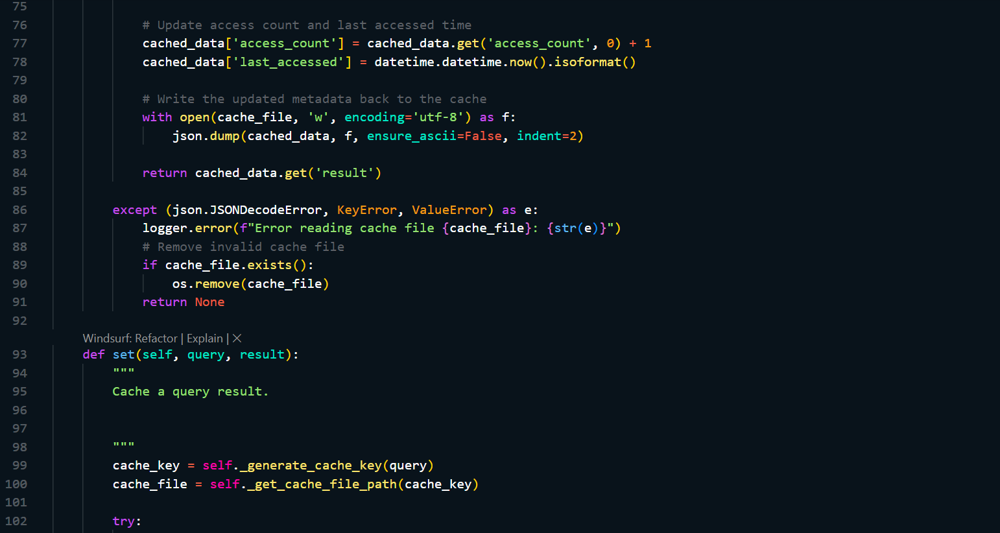 75
76 # Update access count and last accessed time
77 cached_data['access_count'] = cached_data.get('access_count', 0) + 1
78 cached_data['last_accessed'] = datetime.datetime.now().isoformat()
79
80 # Write the updated metadata back to the cache
81 with open(cache_file, 'w', encoding='utf-8') as f:
82 json.dump(cached_data, f, ensure_ascii=False, indent=2)
83
84 return cached_data.get('result')
85
86 except (json.JSONDecodeError, KeyError, ValueError) as e:
87 logger.error(f"Error reading cache file {cache_file}: {str(e)}")
88 # Remove invalid cache file
89 if cache_file.exists():
90 os.remove(cache_file)
91 return None
92
Windsurf: Refactor | Explain | ×
93 def set(self, query, result):
94 """
95 Cache a query result.
96
97
98 """
99 cache_key = self._generate_cache_key(query)
100 cache_file = self._get_cache_file_path(cache_key)
101
102 try: